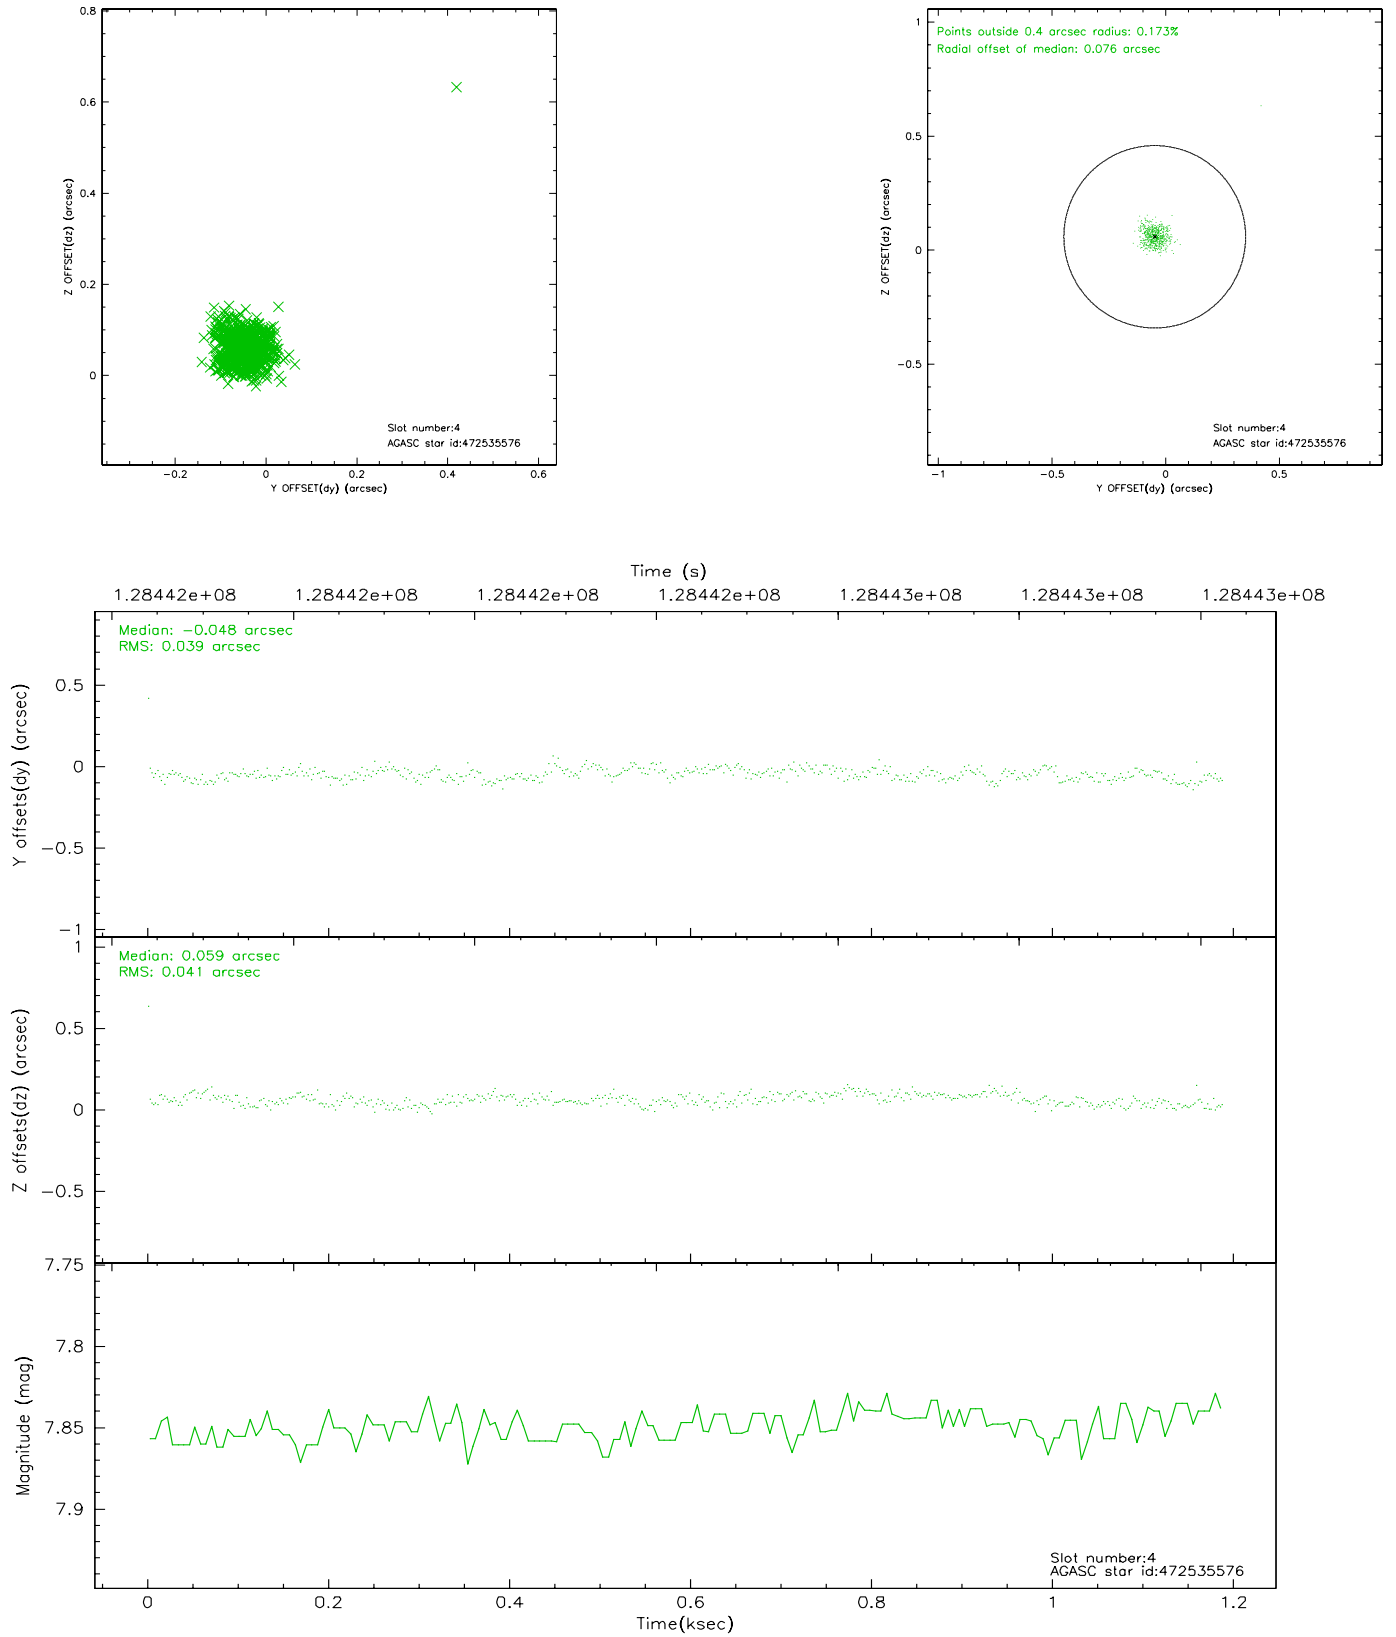 0.8
0.6
0.4
0.2
0
Z OFFSET(dz) (arcsec)
Slot number:4
AGASC star id:472535576
−0.2 0 0.2 0.4 0.6
Y OFFSET(dy) (arcsec)
Points outside 0.4 arcsec radius: 0.173%
Radial offset of median: 0.076 arcsec
1
0.5
0
−0.5
Z OFFSET(dz) (arcsec)
Slot number:4
AGASC star id:472535576
−1 −0.5 0 0.5
Y OFFSET(dy) (arcsec)
Time (s)
1.28442e+08 1.28442e+08 1.28442e+08 1.28442e+08 1.28443e+08 1.28443e+08 1.28443e+08
Median: −0.048 arcsec
RMS: 0.039 arcsec
0.5
0
−0.5
−1
Y offsets(dy) (arcsec)
Median: 0.059 arcsec
RMS: 0.041 arcsec
1
0.5
0
−0.5
Z offsets(dz) (arcsec)
7.75
7.8
7.85
7.9
Magnitude (mag)
Slot number:4
AGASC star id:472535576
0 0.2 0.4 0.6 0.8 1 1.2
Time(ksec)